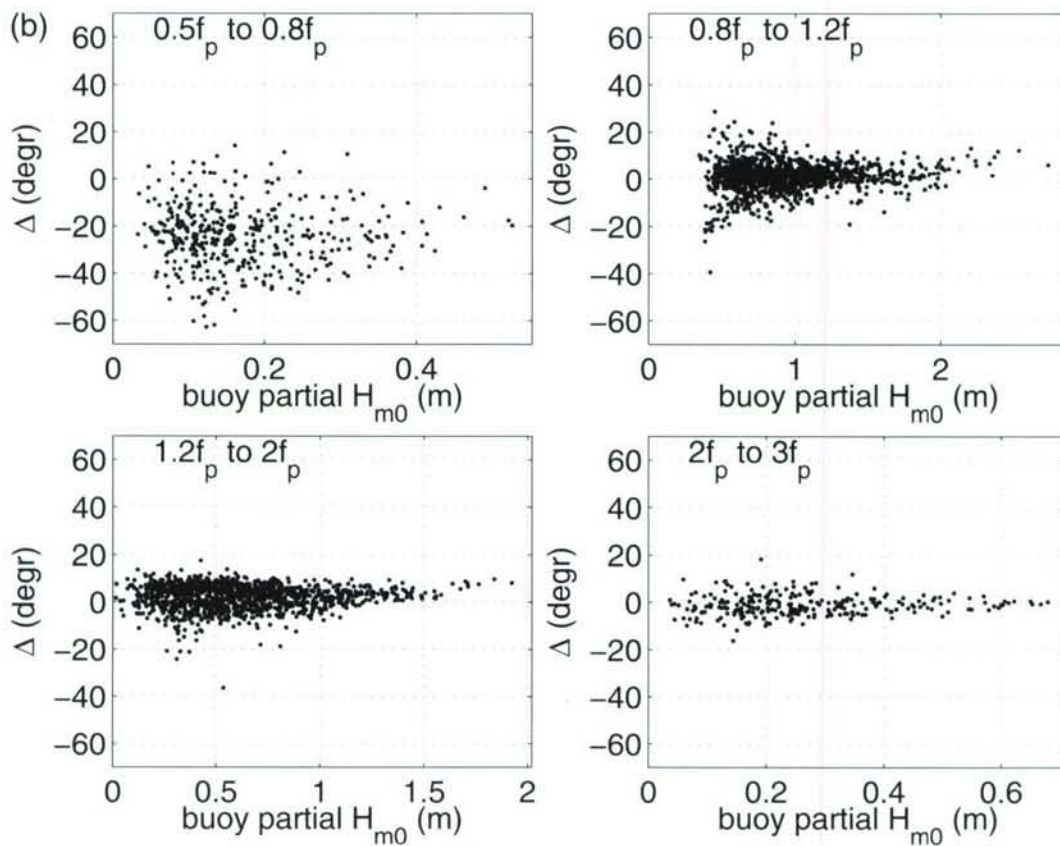 (b)
0.5f_p to 0.8f_p
60
40
20
0
−20
−40
−60
Δ (degr)
0 0.2 0.4
buoy partial H_m0 (m)
0.8f_p to 1.2f_p
60
40
20
0
−20
−40
−60
Δ (degr)
0 1 2
buoy partial H_m0 (m)
1.2f_p to 2f_p
60
40
20
0
−20
−40
−60
Δ (degr)
0 0.5 1 1.5 2
buoy partial H_m0 (m)
2f_p to 3f_p
60
40
20
0
−20
−40
−60
Δ (degr)
0 0.2 0.4 0.6
buoy partial H_m0 (m)